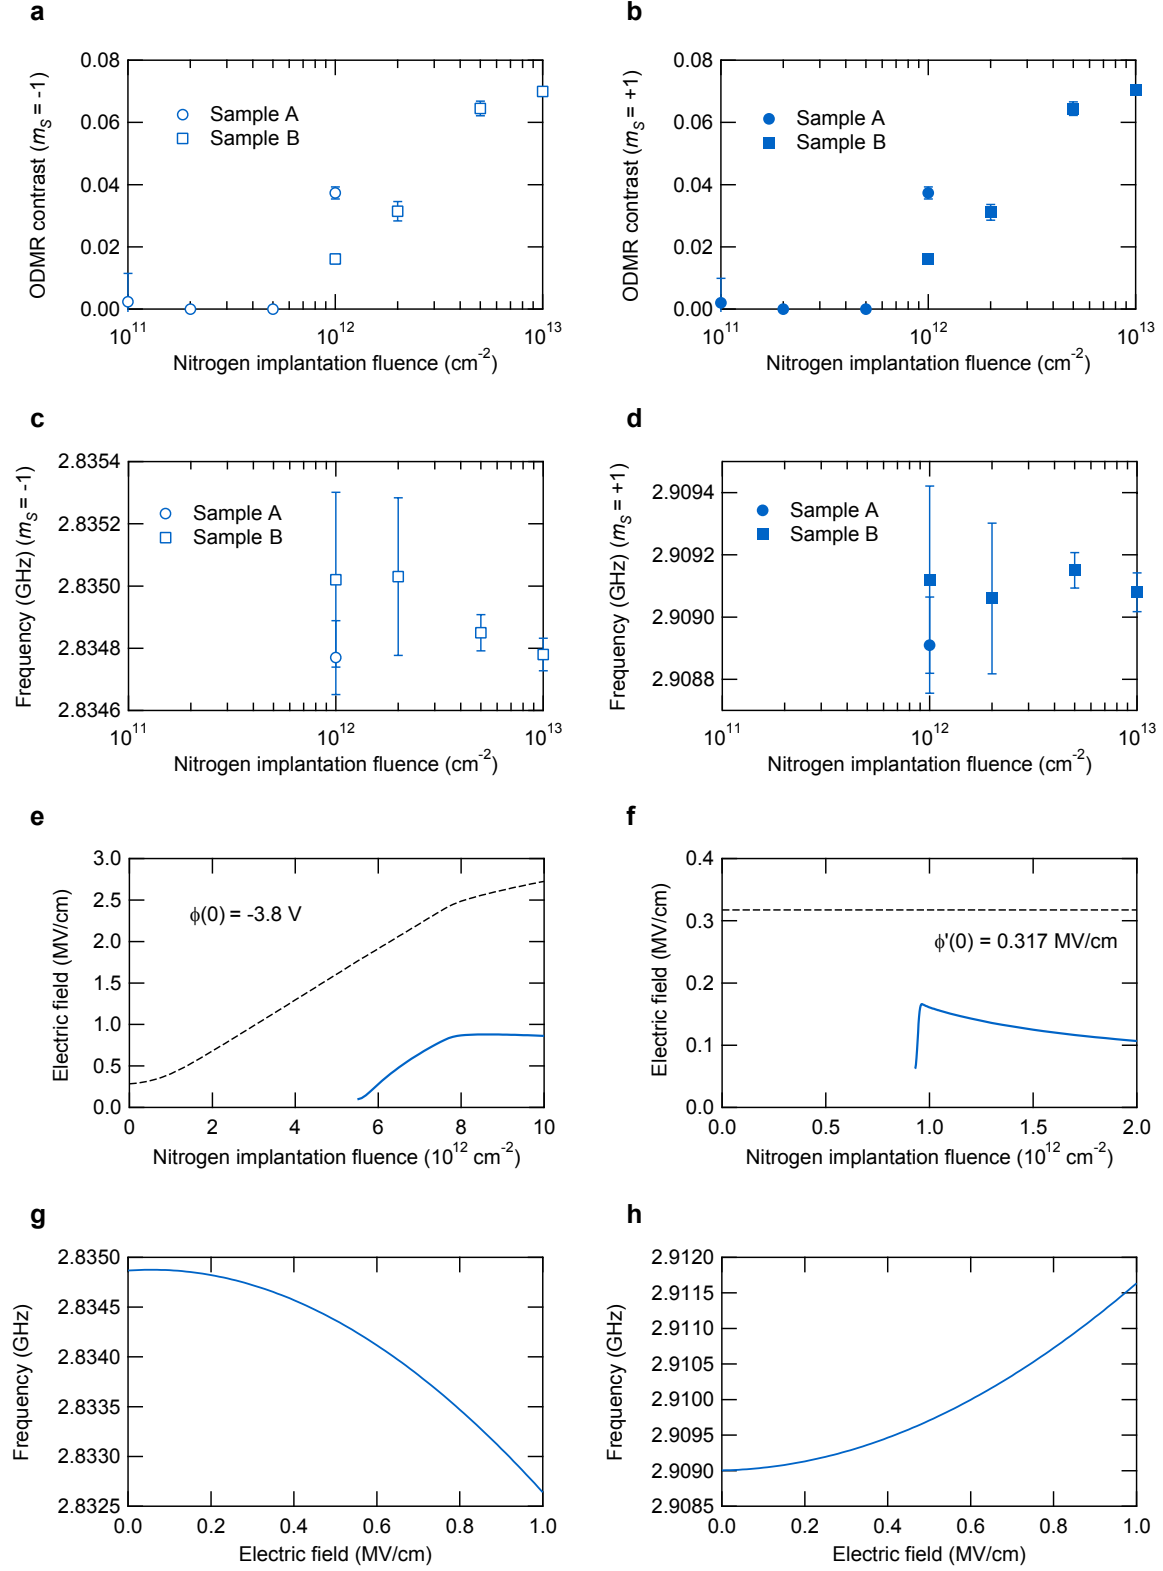 a
0.08
0.06
0.04
0.02
0.00
ODMR contrast (m_S = -1)
Sample A
Sample B
10^11
10^12
10^13
Nitrogen implantation fluence (cm^-2)
b
0.08
0.06
0.04
0.02
0.00
ODMR contrast (m_S = +1)
Sample A
Sample B
10^11
10^12
10^13
Nitrogen implantation fluence (cm^-2)
c
2.8354
2.8352
2.8350
2.8348
2.8346
Frequency (GHz) (m_S = -1)
Sample A
Sample B
10^11
10^12
10^13
Nitrogen implantation fluence (cm^-2)
d
2.9094
2.9092
2.9090
2.9088
Frequency (GHz) (m_S = +1)
Sample A
Sample B
10^11
10^12
10^13
Nitrogen implantation fluence (cm^-2)
e
3.0
2.5
2.0
1.5
1.0
0.5
0.0
Electric field (MV/cm)
ϕ(0) = -3.8 V
0 2 4 6 8 10
Nitrogen implantation fluence (10^12 cm^-2)
f
0.4
0.3
0.2
0.1
0.0
Electric field (MV/cm)
ϕ'(0) = 0.317 MV/cm
0.0 0.5 1.0 1.5 2.0
Nitrogen implantation fluence (10^12 cm^-2)
g
2.8350
2.8345
2.8340
2.8335
2.8330
2.8325
Frequency (GHz)
0.0 0.2 0.4 0.6 0.8 1.0
Electric field (MV/cm)
h
2.9120
2.9115
2.9110
2.9105
2.9100
2.9095
2.9090
2.9085
Frequency (GHz)
0.0 0.2 0.4 0.6 0.8 1.0
Electric field (MV/cm)